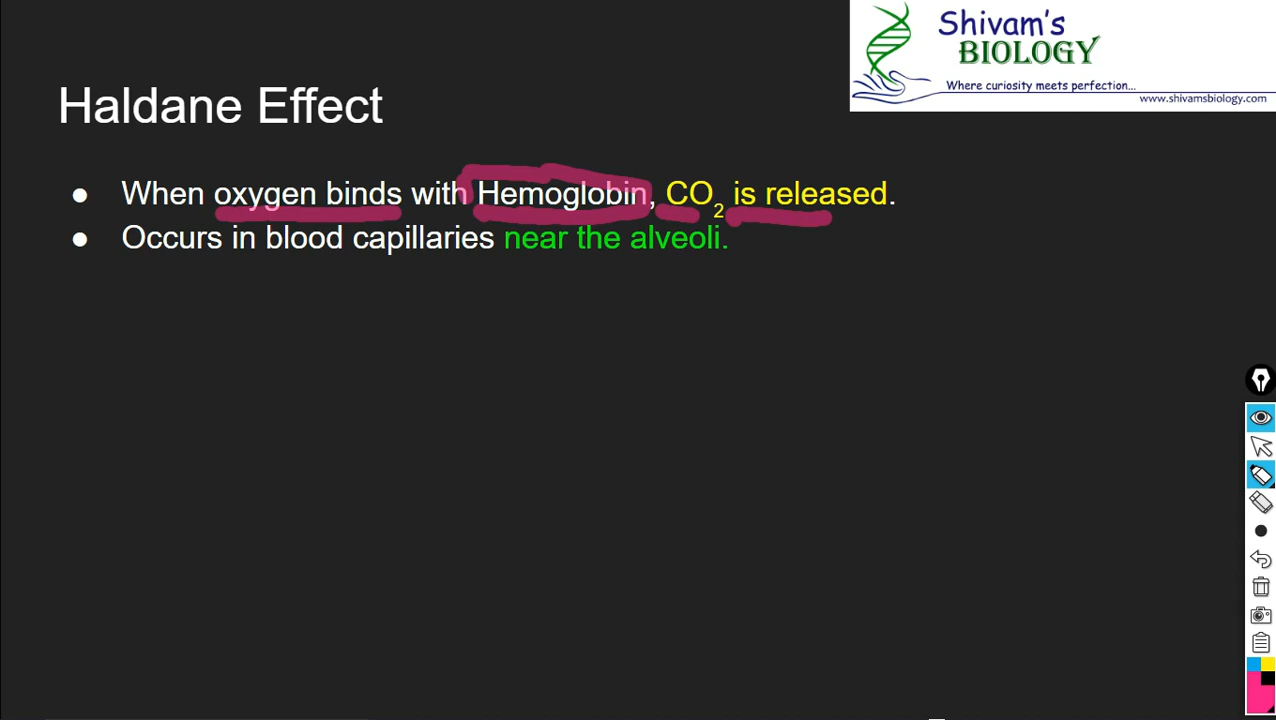 Shivam's
BIOLOGY
Where curiosity meets perfection...
www.shivamsbiology.com
Haldane Effect
● When oxygen binds with Hemoglobin, CO₂ is released.
● Occurs in blood capillaries near the alveoli.